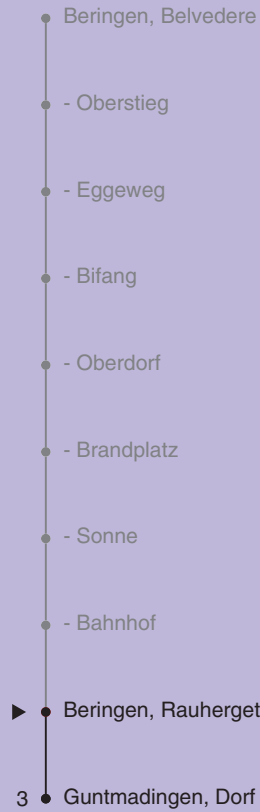 Beringen, Belvedere
- Oberstieg
- Eggeweg
- Bifang
- Oberdorf
- Brandplatz
- Sonne
- Bahnhof
Beringen, Rauherget
3 Guntmadingen, Dorf